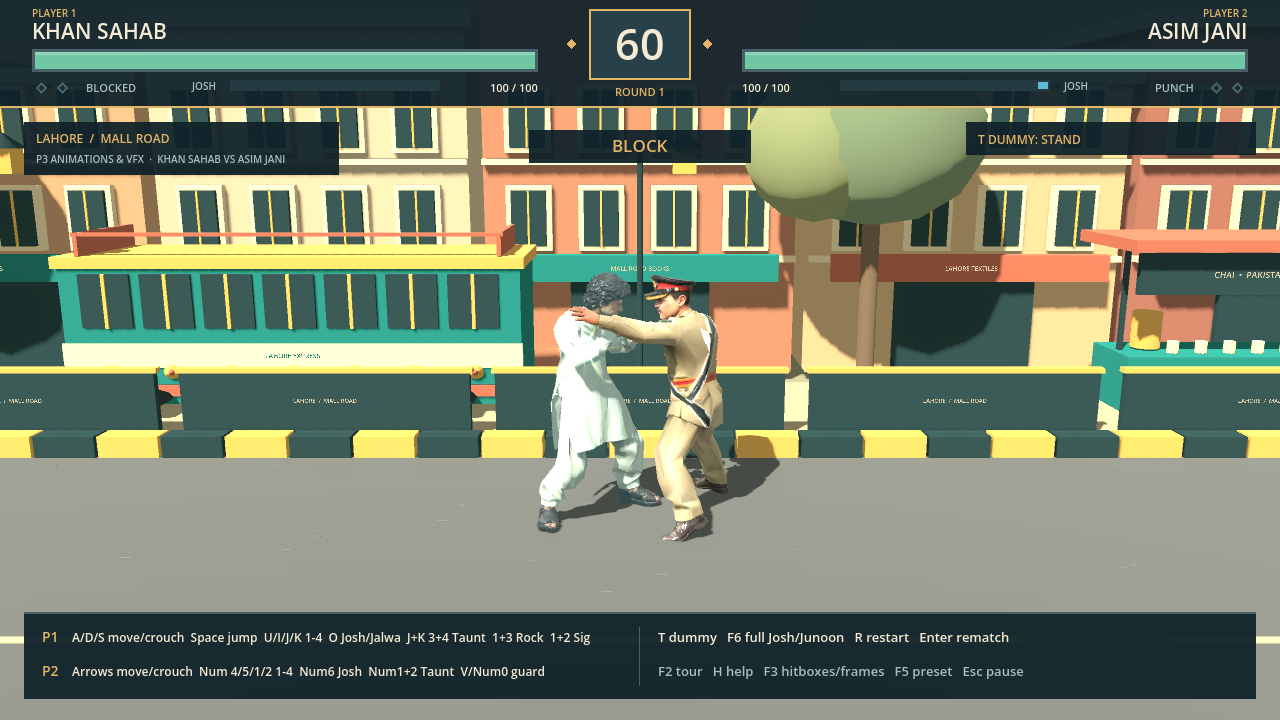 PLAYER 1
KHAN SAHAB
BLOCKED
JOSH
100 / 100
60
ROUND 1
PLAYER 2
ASIM JANI
100 / 100
JOSH
PUNCH
LAHORE / MALL ROAD
P3 ANIMATIONS & VFX · KHAN SAHAB VS ASIM JANI
BLOCK
T DUMMY: STAND
LAHORE TEXTILES
CHAI • PAKISTA
LAHORE EXPRESS
/ MALL ROAD
LAHORE / MALL ROAD
LAHORE / MALL ROAD
P1 A/D/S move/crouch Space jump U/I/J/K 1-4 O Josh/Jalwa J+K 3+4 Taunt 1+3 Rock 1+2 Sig
P2 Arrows move/crouch Num 4/5/1/2 1-4 Num6 Josh Num1+2 Taunt V/Num0 guard
T dummy F6 full Josh/Junoon R restart Enter rematch
F2 tour H help F3 hitboxes/frames F5 preset Esc pause